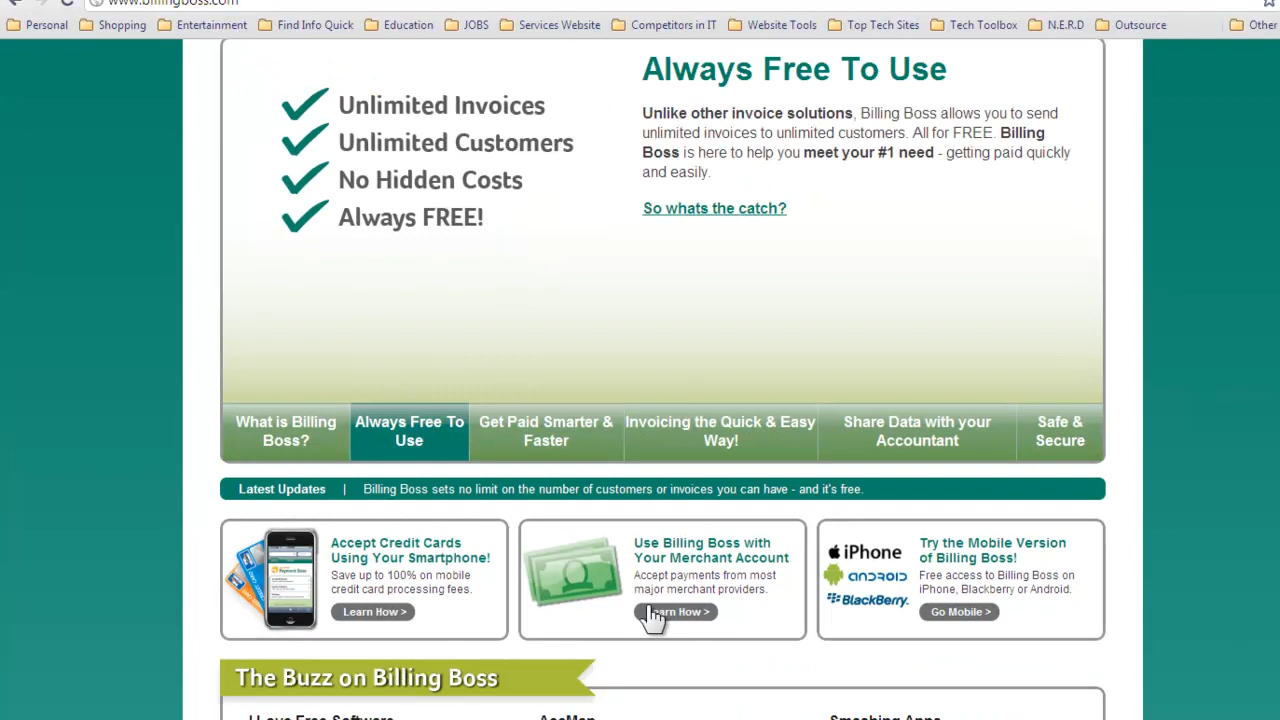 www.billingboss.com
Personal Shopping Entertainment Find Info Quick Education JOBS Services Website Competitors in IT Website Tools Top Tech Sites Tech Toolbox N.E.R.D Outsource Other
Unlimited Invoices
Unlimited Customers
No Hidden Costs
Always FREE!
Always Free To Use
Unlike other invoice solutions, Billing Boss allows you to send
unlimited invoices to unlimited customers. All for FREE. Billing
Boss is here to help you meet your #1 need - getting paid quickly
and easily.
So whats the catch?
What is Billing
Boss?
Always Free To
Use
Get Paid Smarter &
Faster
Invoicing the Quick & Easy
Way!
Share Data with your
Accountant
Safe &
Secure
Latest Updates | Billing Boss sets no limit on the number of customers or invoices you can have - and it's free.
Accept Credit Cards
Using Your Smartphone!
Save up to 100% on mobile
credit card processing fees.
Learn How >
Use Billing Boss with
Your Merchant Account
Accept payments from most
major merchant providers.
Learn How >
iPhone
ANDROID
BlackBerry.
Try the Mobile Version
of Billing Boss!
Free access to Billing Boss on
iPhone, Blackberry or Android.
Go Mobile >
The Buzz on Billing Boss
I Love Free Software
Smashing Apps